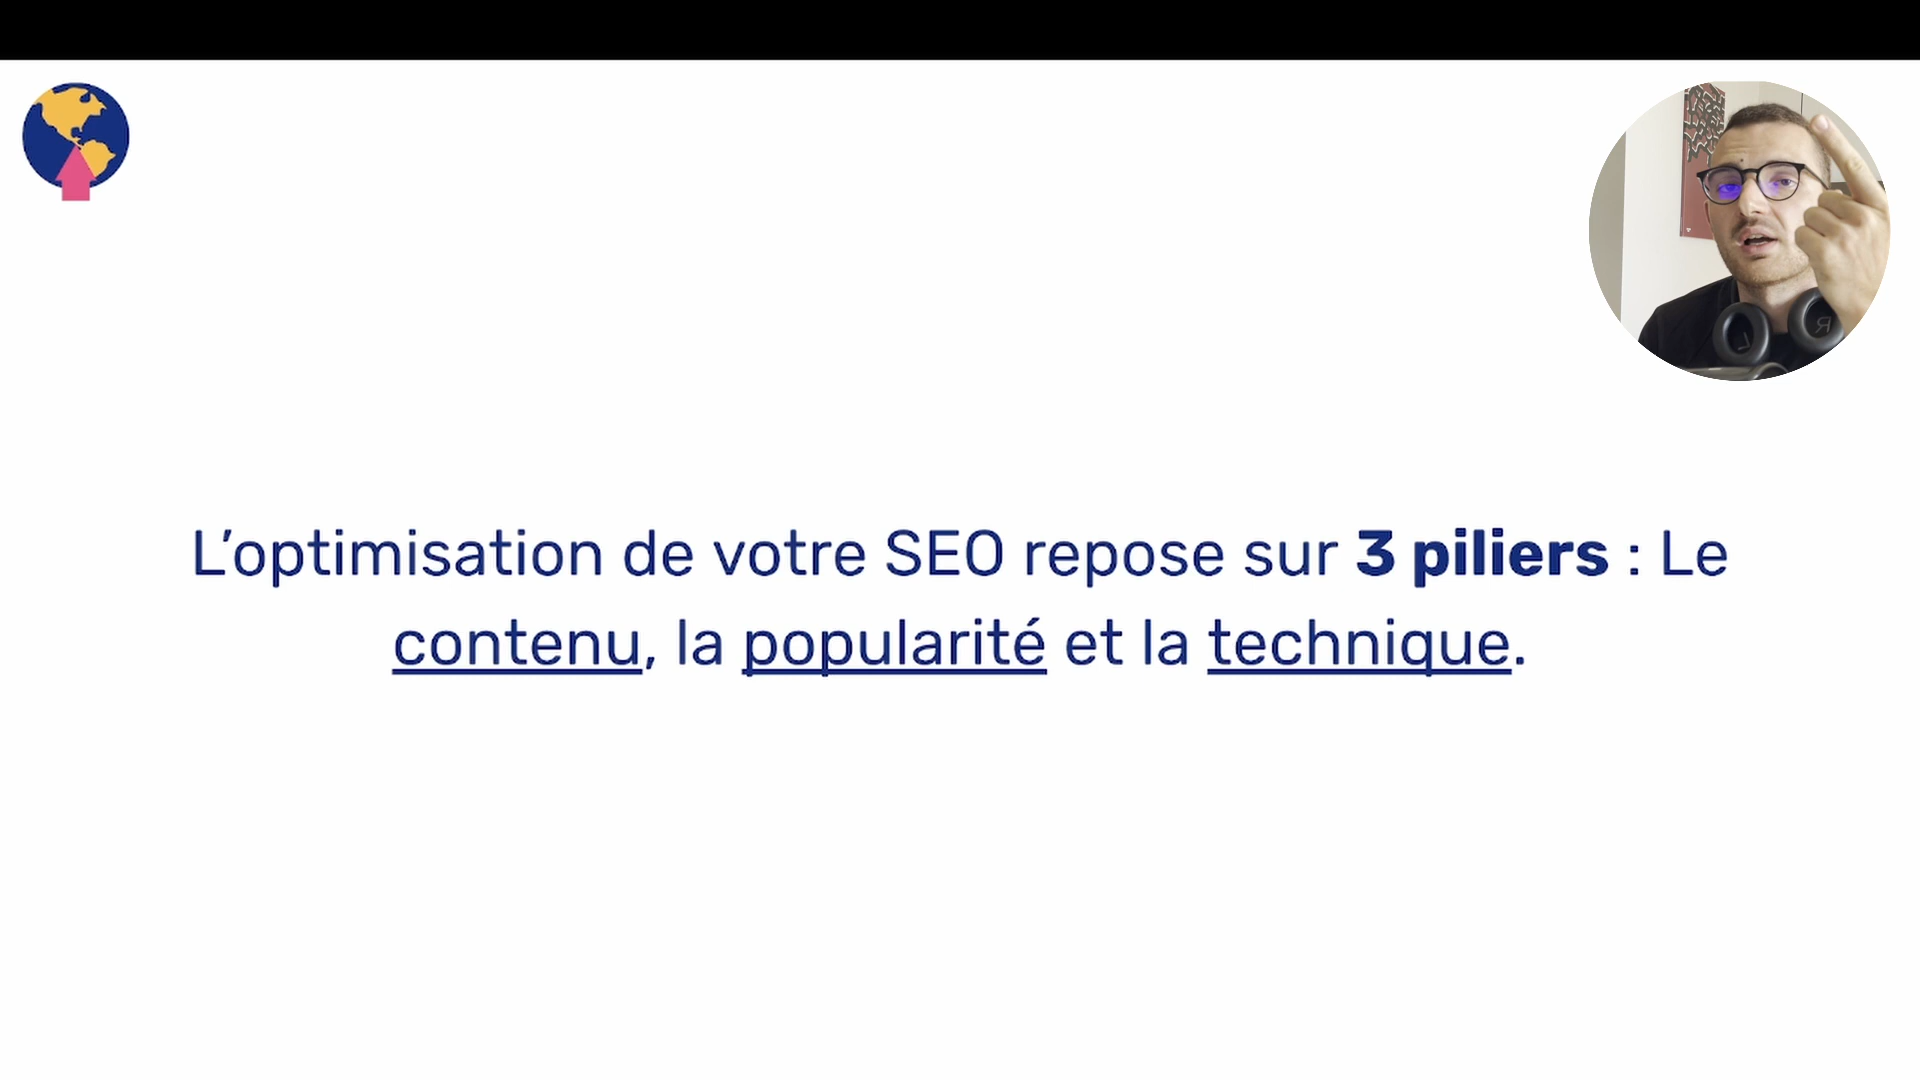 L’optimisation de votre SEO repose sur 3 piliers : Le
contenu, la popularité et la technique.